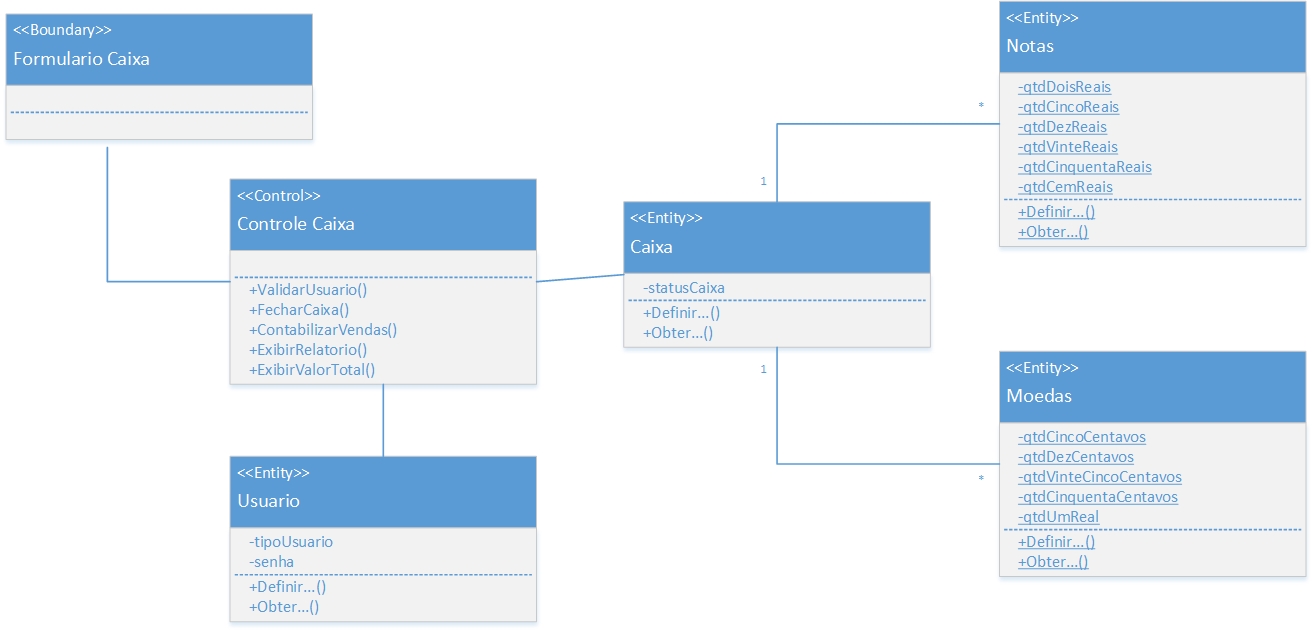 <<Boundary>>
Formulario Caixa
<<Control>>
Controle Caixa
+ValidarUsuario()
+FecharCaixa()
+ContabilizarVendas()
+ExibirRelatorio()
+ExibirValorTotal()
<<Entity>>
Usuario
-tipoUsuario
-senha
+Definir...()
+Obter...()
<<Entity>>
Caixa
-statusCaixa
+Definir...()
+Obter...()
1
*
1
*
<<Entity>>
Notas
-qtdDoisReais
-qtdCincoReais
-qtdDezReais
-qtdVinteReais
-qtdCinquentaReais
-qtdCemReais
+Definir...()
+Obter...()
<<Entity>>
Moedas
-qtdCincoCentavos
-qtdDezCentavos
-qtdVinteCincoCentavos
-qtdCinquentaCentavos
-qtdUmReal
+Definir...()
+Obter...()